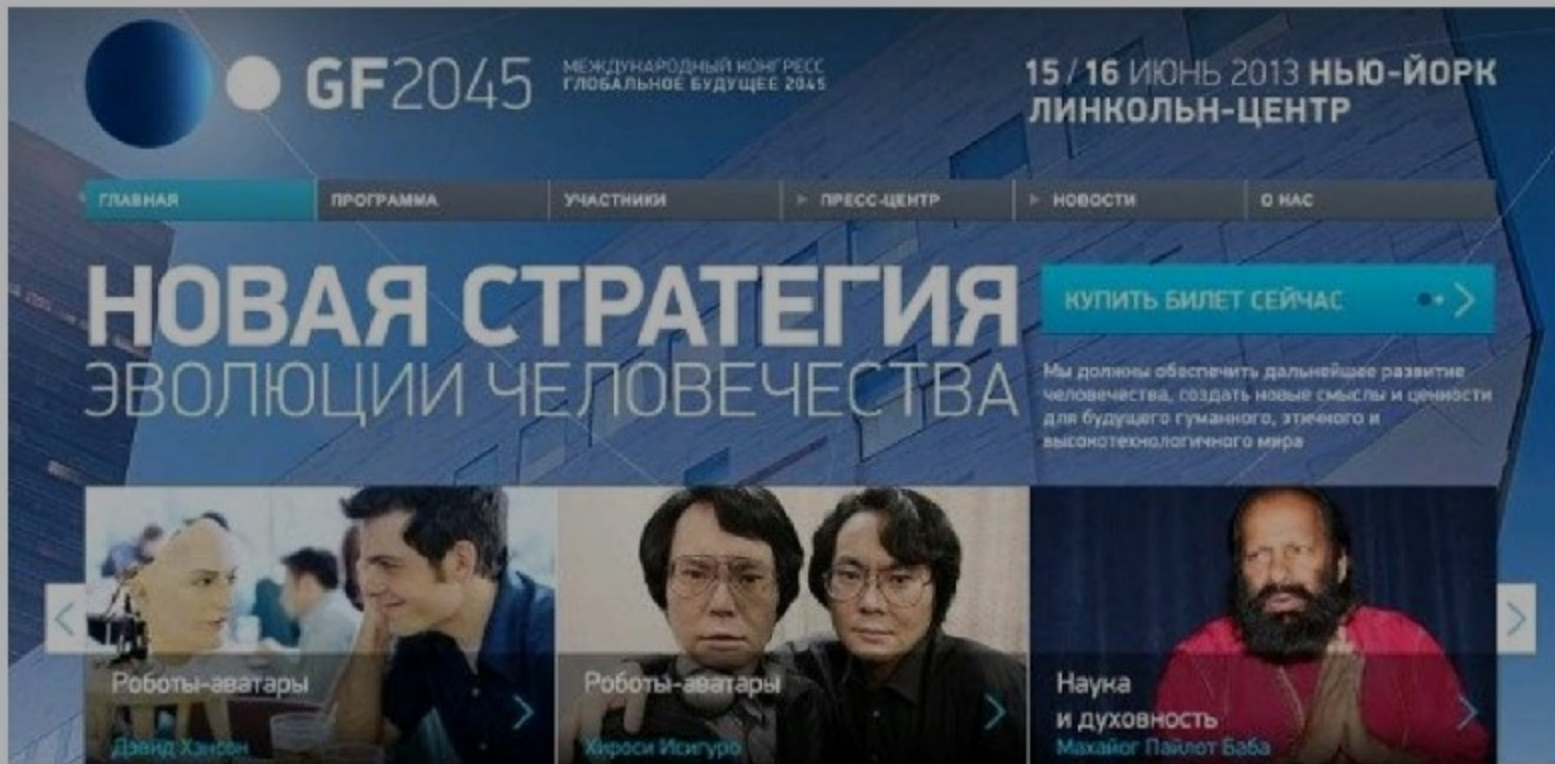 GF2045
МЕЖДУНАРОДНЫЙ КОНГРЕСС
ГЛОБАЛЬНОЕ БУДУЩЕЕ 2045
15 / 16 ИЮНЬ 2013 НЬЮ-ЙОРК
ЛИНКОЛЬН-ЦЕНТР
ГЛАВНАЯ
ПРОГРАММА
УЧАСТНИКИ
ПРЕСС-ЦЕНТР
НОВОСТИ
О НАС
НОВАЯ СТРАТЕГИЯ
ЭВОЛЮЦИИ ЧЕЛОВЕЧЕСТВА
КУПИТЬ БИЛЕТ СЕЙЧАС
Мы должны обеспечить дальнейшее развитие
человечества, создать новые смыслы и ценности
для будущего гуманного, этичного и
высокотехнологичного мира
Роботы-аватары
Дэвид Хэнсон
Роботы-аватары
Хироси Исигуро
Наука
и духовность
Махайог Пайлот Баба